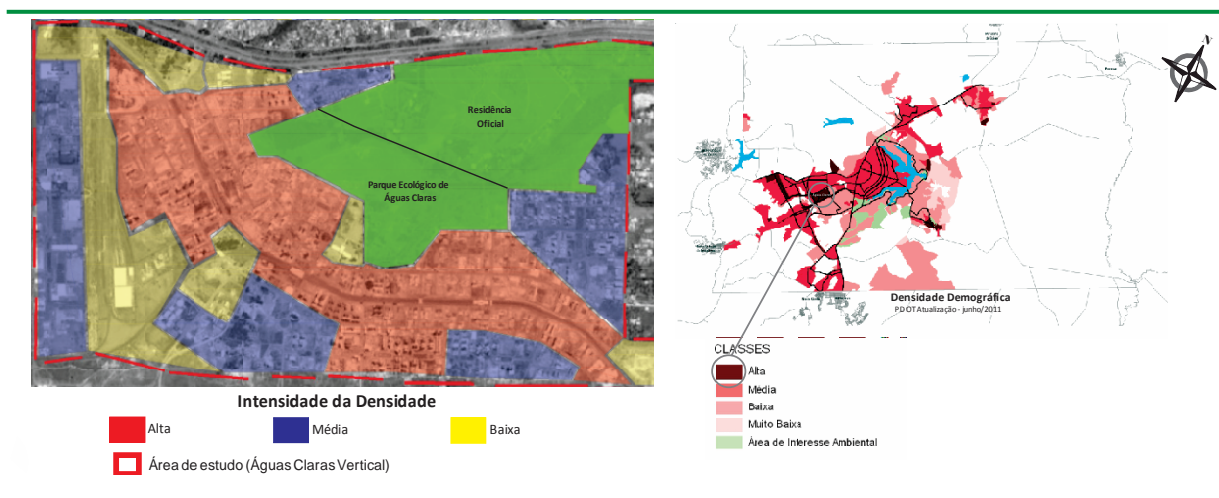 Residência
Oficial
Parque Ecológico de
Águas Claras
Intensidade da Densidade
Alta
Média
Baixa
Área de estudo (Águas Claras Vertical)
N
Densidade Demográfica
PDOT Atualização - junho/2011
CLASSES
Alta
Média
Baixa
Muito Baixa
Área de Interesse Ambiental